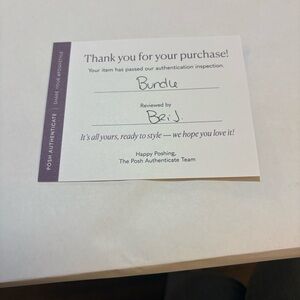 Thank you for your purchase!
Your item has passed our authentication inspection.
Bundle
Reviewed by
Bri J.
It's all yours, ready to style — we hope you love it!
Happy Poshing,
The Posh Authenticate Team
POSH AUTHENTICATE | SHARE YOUR #POSHSTYLE